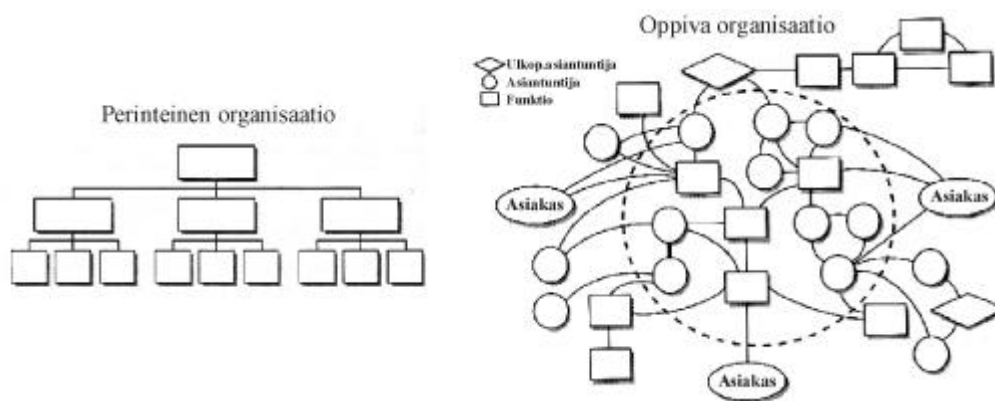 Perinteinen organisaatio
Oppiva organisaatio
Ulkop.asiantuntija
Asiantuntija
Funktio
Asiakas
Asiakas
Asiakas